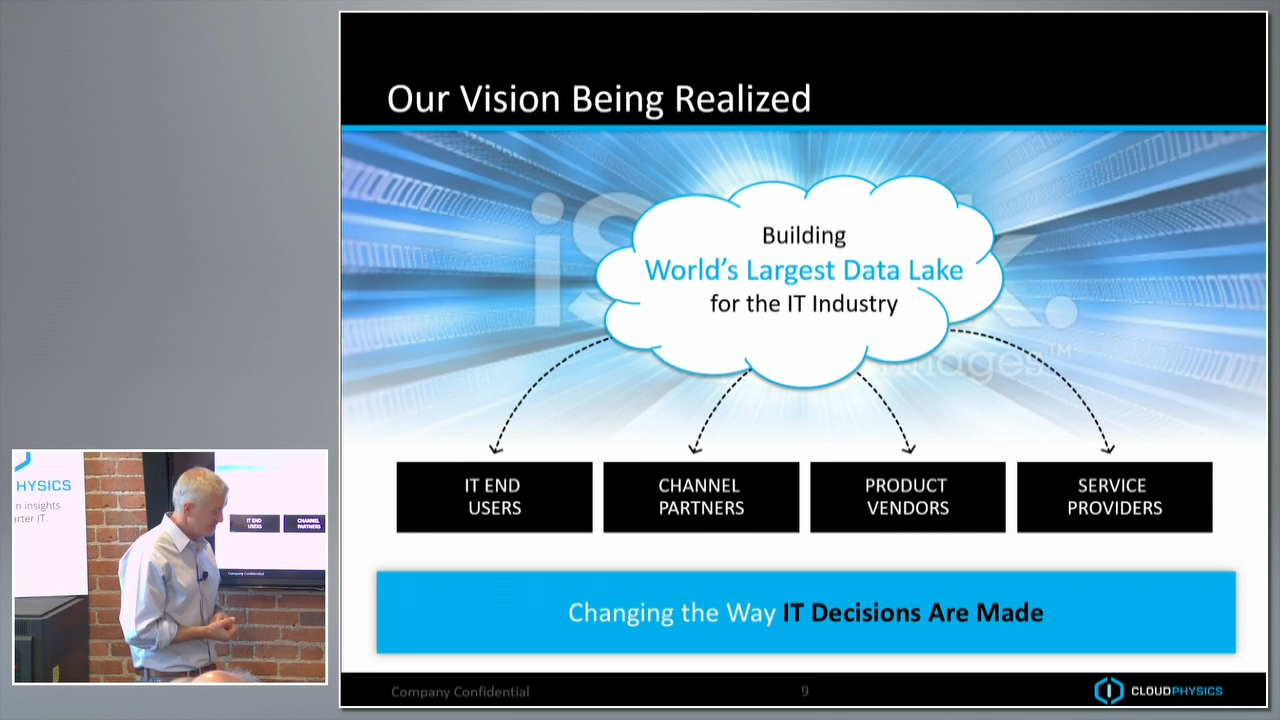 Our Vision Being Realized
Building
World's Largest Data Lake
for the IT Industry
IT END
USERS
CHANNEL
PARTNERS
PRODUCT
VENDORS
SERVICE
PROVIDERS
Changing the Way IT Decisions Are Made
Company Confidential
9
CLOUDPHYSICS
HYSICS
n insights
rter IT.
IT END
USERS
CHANNEL
PARTNERS
Company Confidential